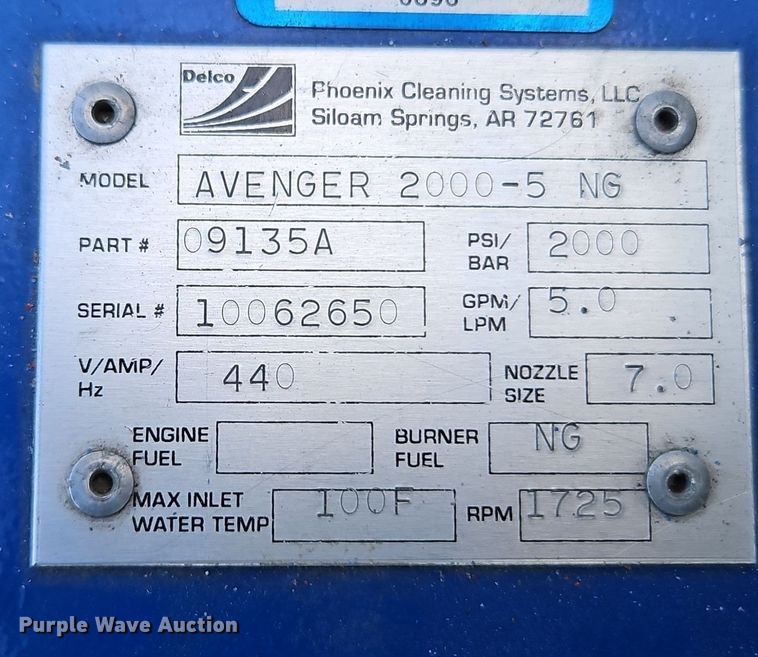 Delco
Phoenix Cleaning Systems, LLC
Siloam Springs, AR 72761
MODEL AVENGER 2000-5 NG
PART # 09135A PSI/BAR 2000
SERIAL # 10062650 GPM/LPM 5.0
V/AMP/Hz 440 NOZZLE SIZE 7.0
ENGINE FUEL BURNER FUEL NG
MAX INLET WATER TEMP 100F RPM 1725
Purple Wave Auction